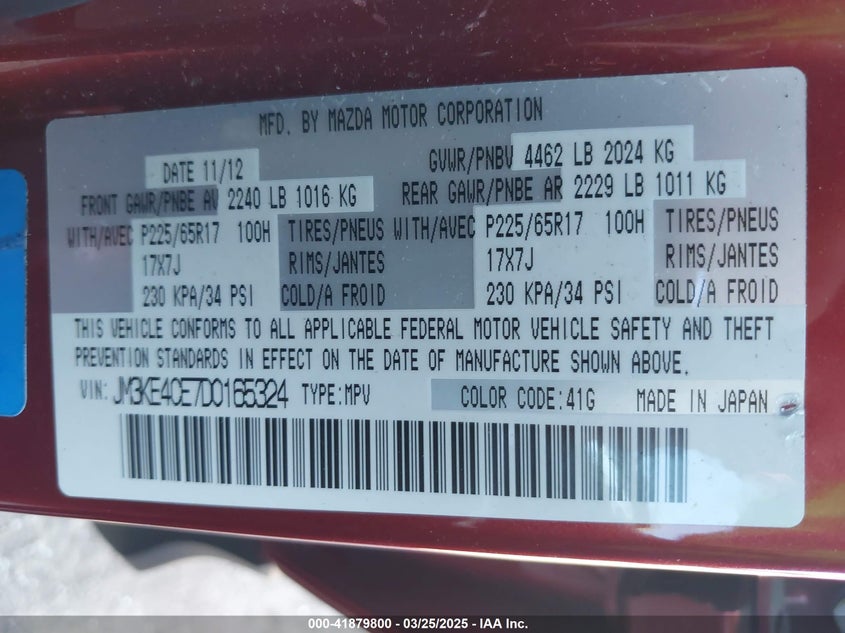 MFD. BY MAZDA MOTOR CORPORATION
DATE 11/12 GVWR/PNBV 4462 LB 2024 KG
FRONT GAWR/PNBE AV 2240 LB 1016 KG REAR GAWR/PNBE AR 2229 LB 1011 KG
WITH/AVEC P225/65R17 100H TIRES/PNEUS WITH/AVEC P225/65R17 100H TIRES/PNEUS
17X7J RIMS/JANTES 17X7J RIMS/JANTES
230 KPA/34 PSI COLD/A FROID 230 KPA/34 PSI COLD/A FROID
THIS VEHICLE CONFORMS TO ALL APPLICABLE FEDERAL MOTOR VEHICLE SAFETY AND THEFT
PREVENTION STANDARDS IN EFFECT ON THE DATE OF MANUFACTURE SHOWN ABOVE.
VIN: JM3KE4CE7D0165324 TYPE:MPV COLOR CODE:41G MADE IN JAPAN
000-41879800 — 03/25/2025 — IAA Inc.